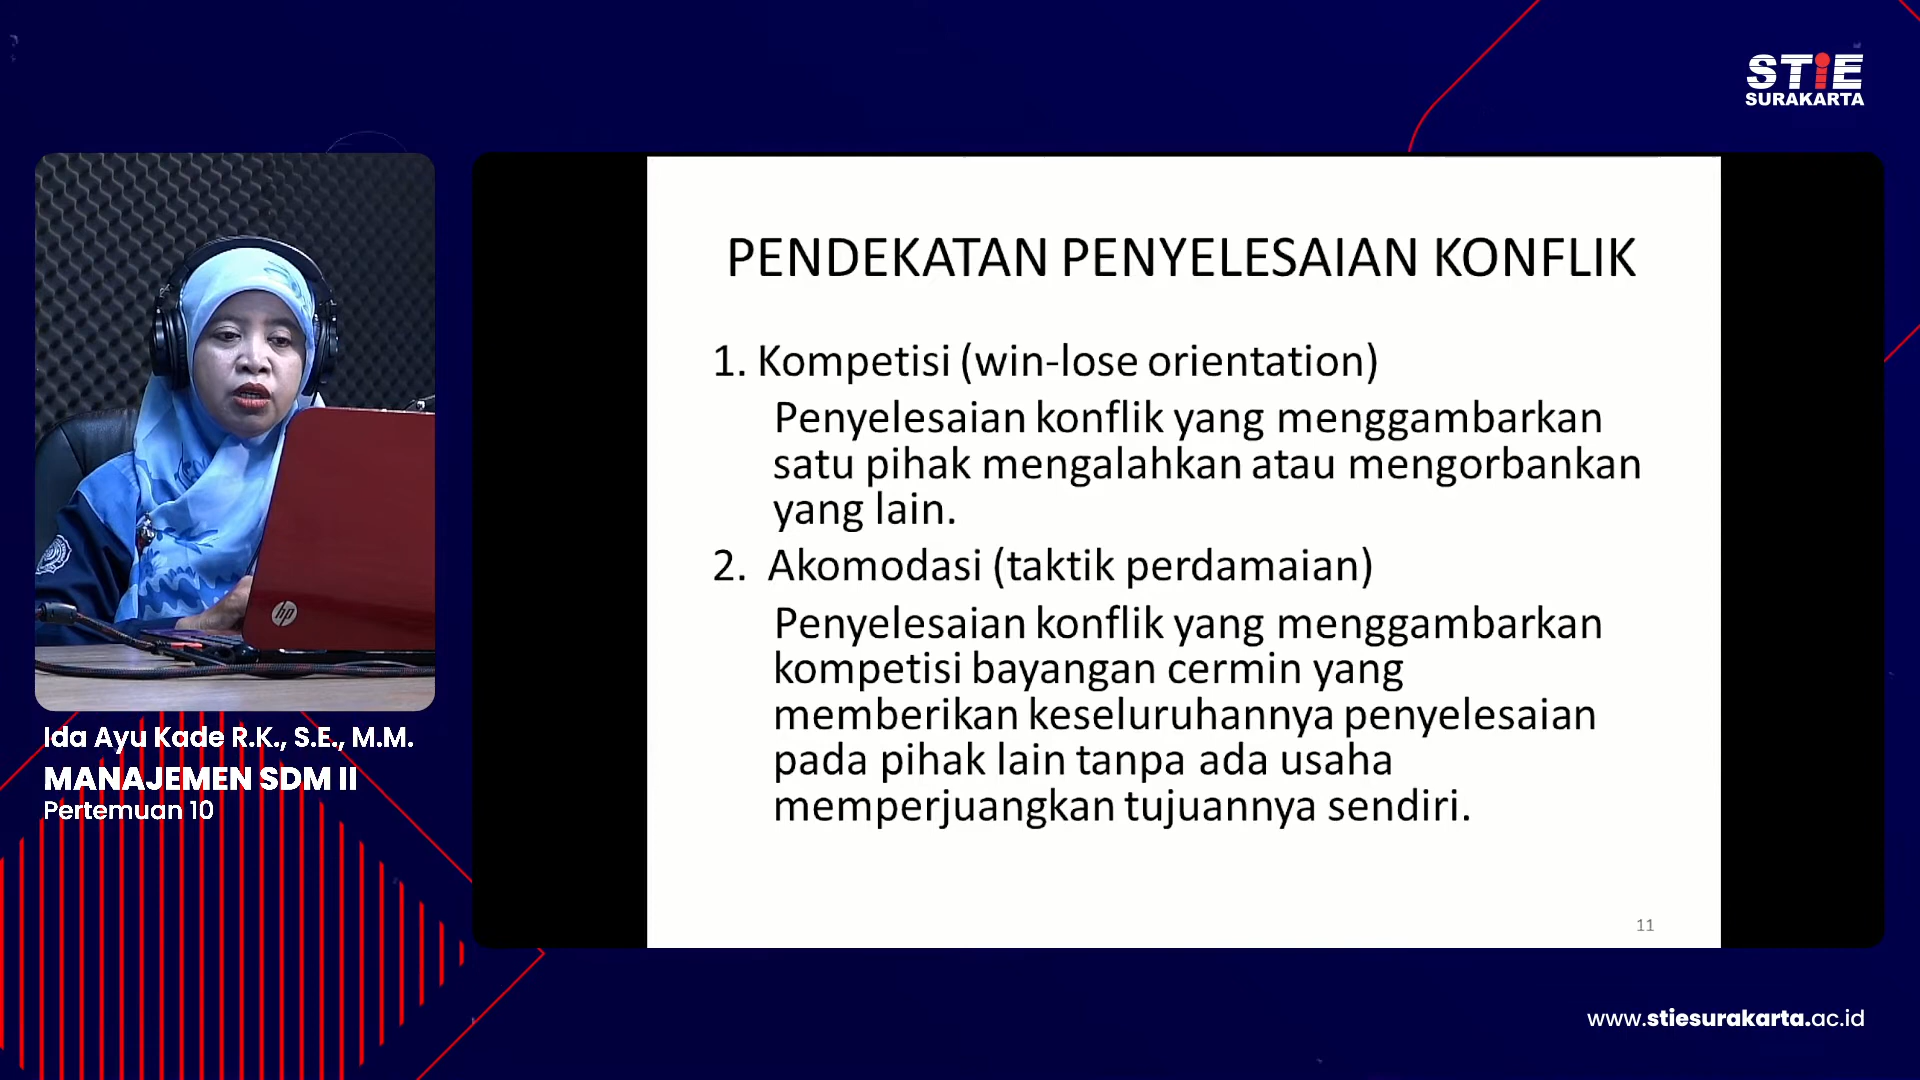 STiE
SURAKARTA
PENDEKATAN PENYELESAIAN KONFLIK
1. Kompetisi (win-lose orientation)
Penyelesaian konflik yang menggambarkan
satu pihak mengalahkan atau mengorbankan
yang lain.
2. Akomodasi (taktik perdamaian)
Penyelesaian konflik yang menggambarkan
kompetisi bayangan cermin yang
memberikan keseluruhannya penyelesaian
pada pihak lain tanpa ada usaha
memperjuangkan tujuannya sendiri.
11
hp
Ida Ayu Kade R.K., S.E., M.M.
MANAJEMEN SDM II
Pertemuan 10
www.stiesurakarta.ac.id